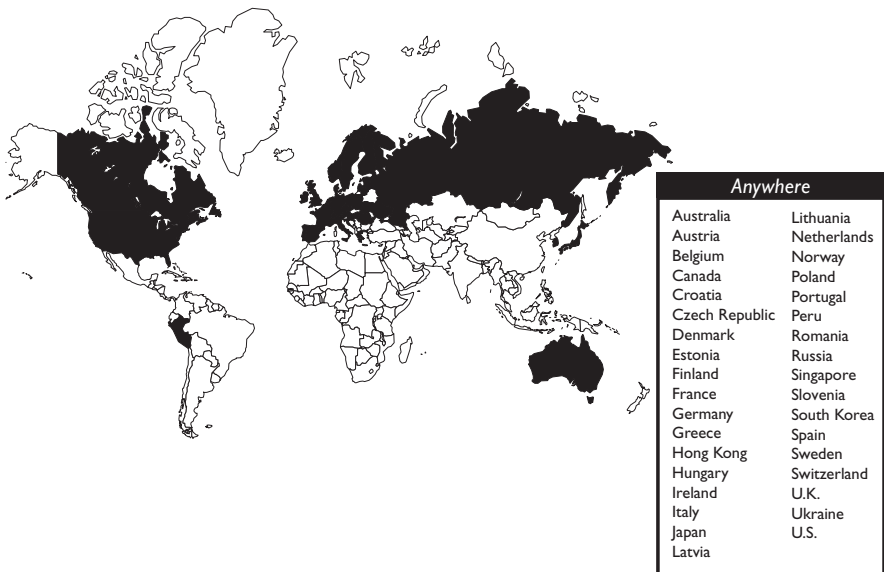 Anywhere
Australia
Austria
Belgium
Canada
Croatia
Czech Republic
Denmark
Estonia
Finland
France
Germany
Greece
Hong Kong
Hungary
Ireland
Italy
Japan
Latvia
Lithuania
Netherlands
Norway
Poland
Portugal
Peru
Romania
Russia
Singapore
Slovenia
South Korea
Spain
Sweden
Switzerland
U.K.
Ukraine
U.S.